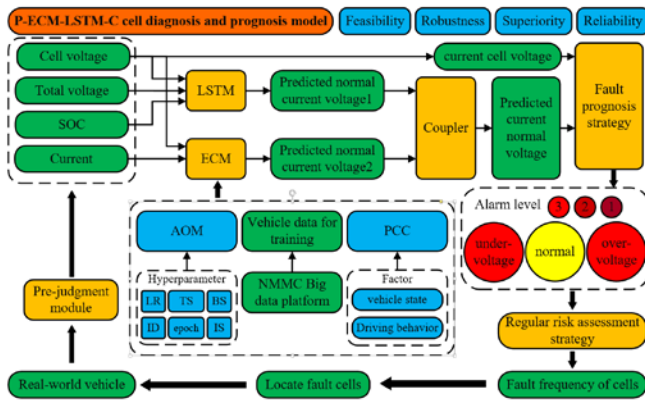 P-ECM-LSTM-C cell diagnosis and prognosis model
Feasibility
Robustness
Superiority
Reliability
Cell voltage
Total voltage
SOC
Current
LSTM
ECM
Predicted normal
current voltage1
Predicted normal
current voltage2
current cell voltage
Coupler
Predicted
current
normal
voltage
Fault
prognosis
strategy
Alarm level
3
2
1
under-
voltage
normal
over-
voltage
AOM
Vehicle data for
training
PCC
Hyperparameter
LR
TS
BS
ID
epoch
IS
NMMC Big
data platform
Factor
vehicle state
Driving behavior
Pre-judgment
module
Regular risk assessment
strategy
Real-world vehicle
Locate fault cells
Fault frequency of cells